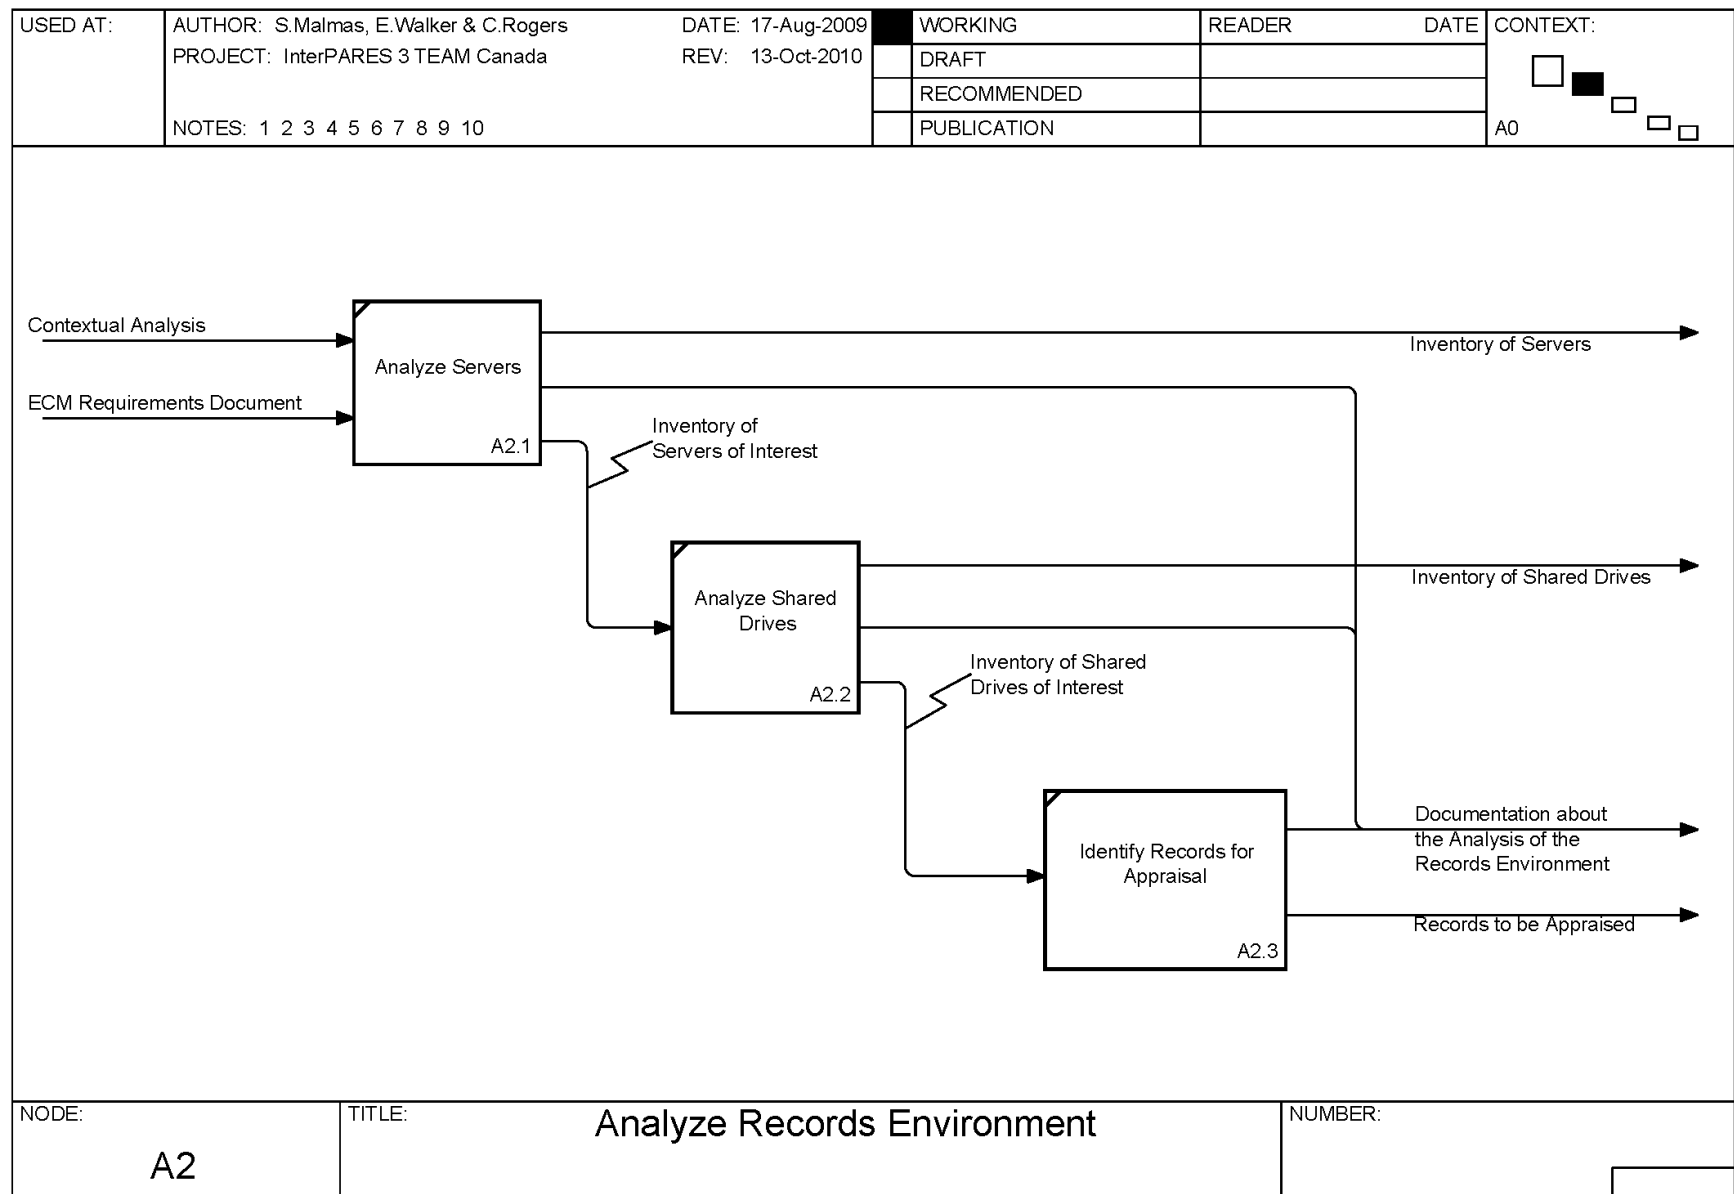 USED AT:
AUTHOR: S.Malmas, E.Walker & C.Rogers
DATE: 17-Aug-2009
PROJECT: InterPARES 3 TEAM Canada
REV: 13-Oct-2010
NOTES: 1 2 3 4 5 6 7 8 9 10
WORKING
DRAFT
RECOMMENDED
PUBLICATION
READER DATE
CONTEXT:
A0
Contextual Analysis
ECM Requirements Document
Analyze Servers
A2.1
Inventory of Servers
Inventory of
Servers of Interest
Analyze Shared
Drives
A2.2
Inventory of Shared Drives
Inventory of Shared
Drives of Interest
Identify Records for
Appraisal
A2.3
Documentation about
the Analysis of the
Records Environment
Records to be Appraised
NODE:
A2
TITLE:
Analyze Records Environment
NUMBER: